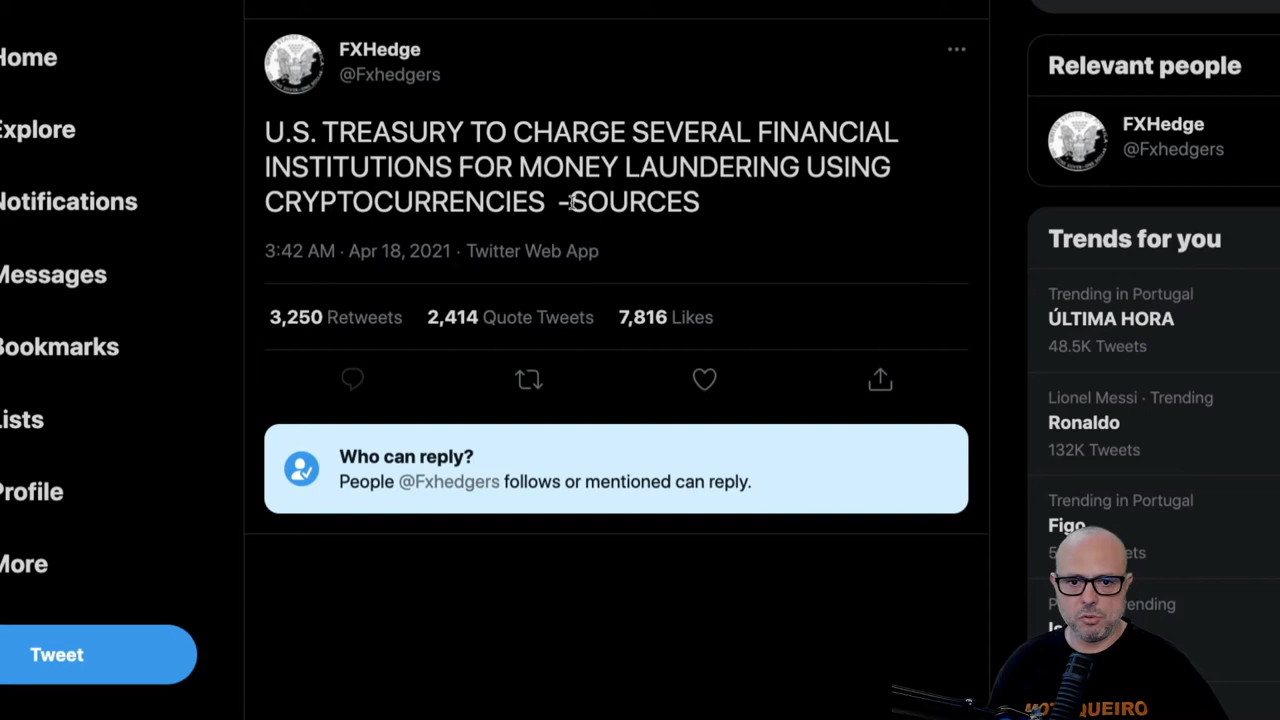 Home
Explore
Notifications
Messages
Bookmarks
Lists
Profile
More
Tweet
FXHedge
@Fxhedgers
U.S. TREASURY TO CHARGE SEVERAL FINANCIAL
INSTITUTIONS FOR MONEY LAUNDERING USING
CRYPTOCURRENCIES -SOURCES
3:42 AM · Apr 18, 2021 · Twitter Web App
3,250 Retweets 2,414 Quote Tweets 7,816 Likes
Who can reply?
People @Fxhedgers follows or mentioned can reply.
Relevant people
FXHedge
@Fxhedgers
Trends for you
Trending in Portugal
ÚLTIMA HORA
48.5K Tweets
Lionel Messi · Trending
Ronaldo
132K Tweets
Trending in Portugal
Figo